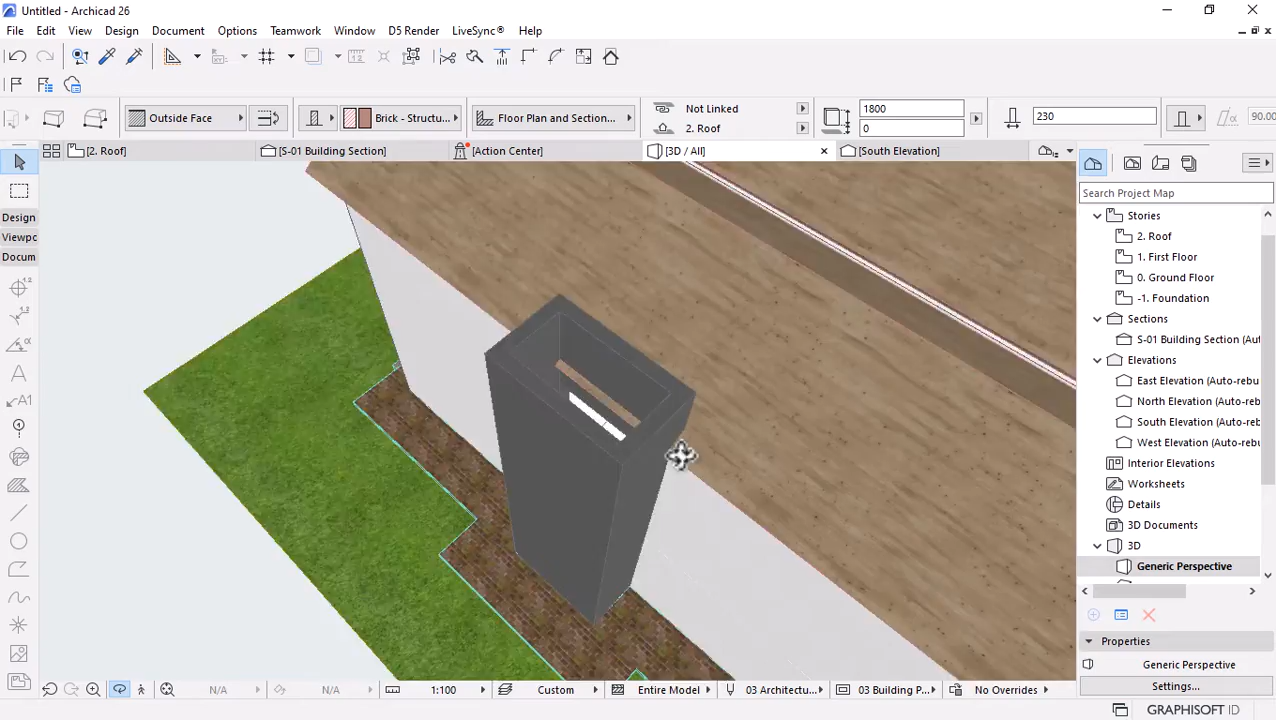 Untitled - Archicad 26
File Edit View Design Document Options Teamwork Window D5 Render LiveSync® Help
Outside Face
Brick - Structu...
Floor Plan and Section...
Not Linked
2. Roof
1800
0
230
90.00
[2. Roof]
[S-01 Building Section]
[Action Center]
[3D / All]
[South Elevation]
Design
Viewpc
Docum
Search Project Map
Stories
2. Roof
1. First Floor
0. Ground Floor
-1. Foundation
Sections
S-01 Building Section (Aut
Elevations
East Elevation (Auto-rebu
North Elevation (Auto-reb
South Elevation (Auto-reb
West Elevation (Auto-rebu
Interior Elevations
Worksheets
Details
3D Documents
3D
Generic Perspective
Properties
Generic Perspective
Settings...
N/A
N/A
1:100
Custom
Entire Model
03 Architectu...
03 Building P...
No Overrides
GRAPHISOFT ID